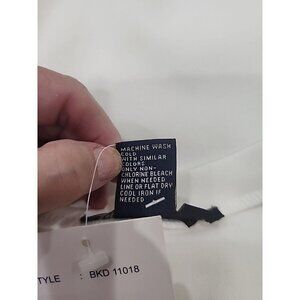 MACHINE WASH
COLD
WITH SIMILAR
COLORS
ONLY NON-
CHLORINE BLEACH
WHEN NEEDED
LINE OR FLAT DRY
COOL IRON IF
NEEDED
STYLE : BKD 11018